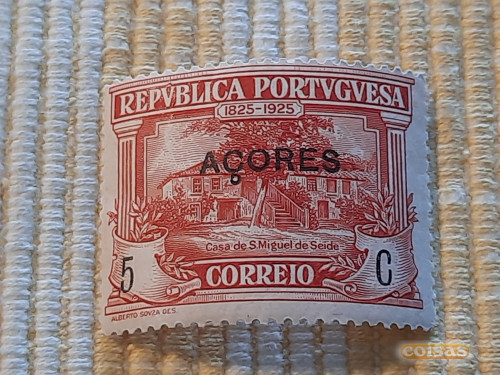 REPVBLICA PORTVGVESA
1825-1925
AÇORES
Casa de S. Miguel de Seide
5 C
CORREIO
ALBERTO SOVZA DES.
coisas